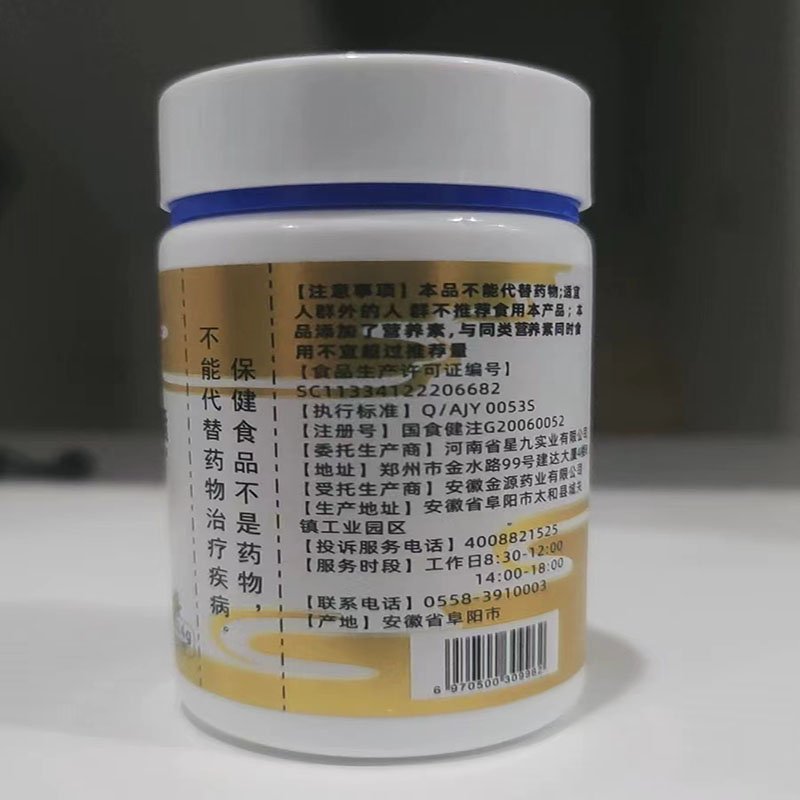 保健食品不是药物，
不能代替药物治疗疾病。
【注意事项】本品不能代替药物;适宜
人群外的人 群不推荐食用本产品；本
品添加了营养素,与同类营养素同时食
用不宜超过推荐量
【食品生产许可证编号】
SC11334122206682
【执行标准】Q/AJY 0053S
【注册号】国食健注G20060052
【委托生产商】河南省星九实业有限公司
【地址】郑州市金水路99号建达大厦
【受托生产商】安徽金源药业有限公司
【生产地址】安徽省阜阳市太和县城关
镇工业园区
【投诉服务电话】4008821525
【服务时段】工作日8:30-12:00
14:00-18:00
【联系电话】0558-3910003
【产地】安徽省阜阳市
6 970500 309982